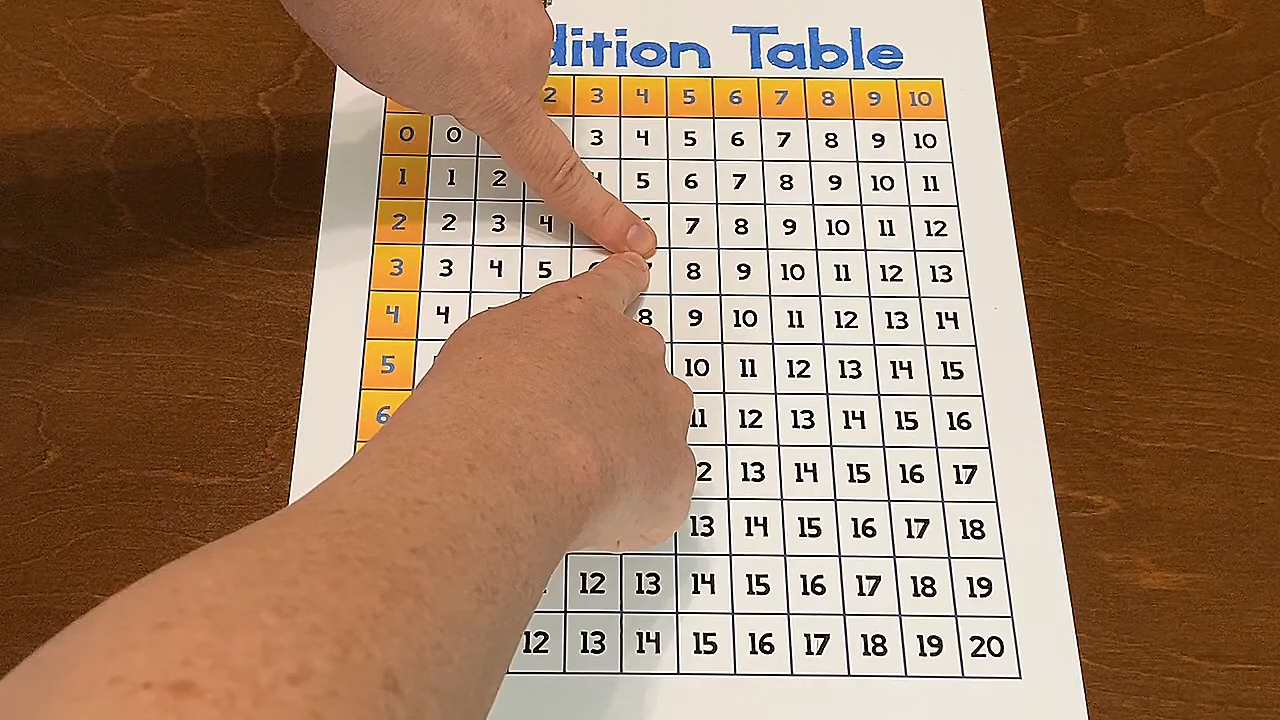 dition Table
2 3 4 5 6 7 8 9 10
0 0 3 4 5 6 7 8 9 10
1 1 2 5 6 7 8 9 10 11
2 2 3 4 7 8 9 10 11 12
3 3 4 5 8 9 10 11 12 13
4 4 8 9 10 11 12 13 14
5 10 11 12 13 14 15
6 11 12 13 14 15 16
13 14 15 16 17
13 14 15 16 17 18
12 13 14 15 16 17 18 19
12 13 14 15 16 17 18 19 20